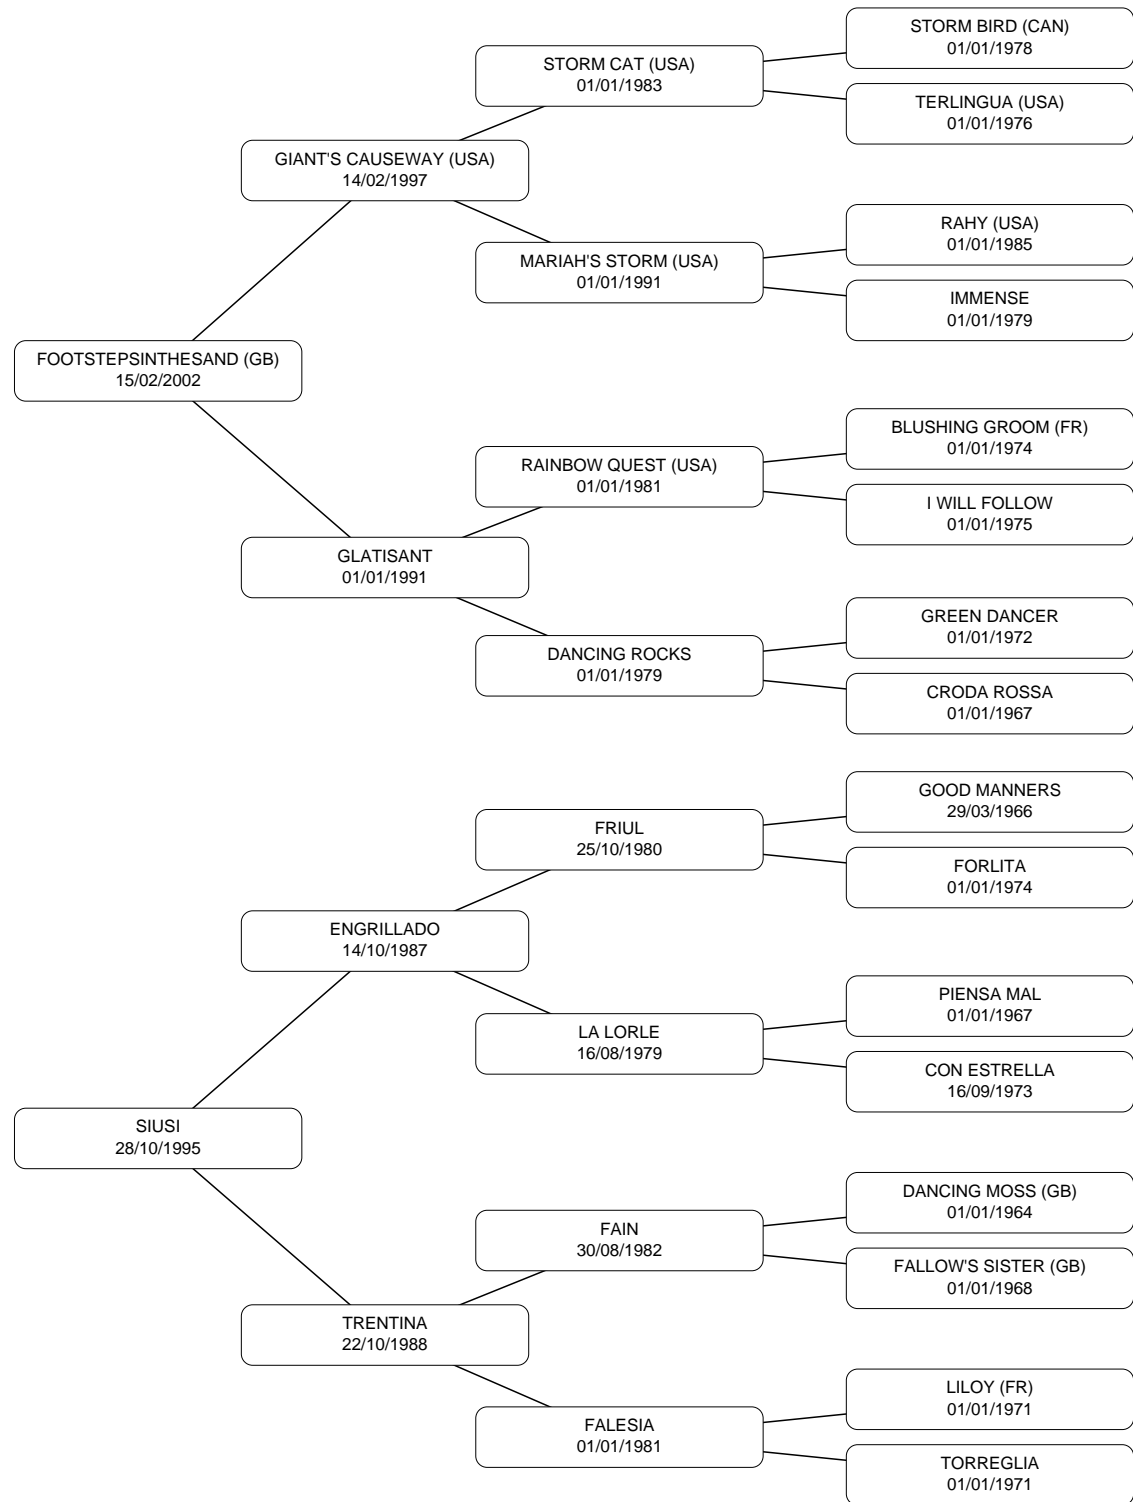 STORM BIRD (CAN)
01/01/1978
STORM CAT (USA)
01/01/1983
TERLINGUA (USA)
01/01/1976
GIANT'S CAUSEWAY (USA)
14/02/1997
RAHY (USA)
01/01/1985
MARIAH'S STORM (USA)
01/01/1991
IMMENSE
01/01/1979
FOOTSTEPSINTHESAND (GB)
15/02/2002
BLUSHING GROOM (FR)
01/01/1974
RAINBOW QUEST (USA)
01/01/1981
I WILL FOLLOW
01/01/1975
GLATISANT
01/01/1991
GREEN DANCER
01/01/1972
DANCING ROCKS
01/01/1979
CRODA ROSSA
01/01/1967
GOOD MANNERS
29/03/1966
FRIUL
25/10/1980
FORLITA
01/01/1974
ENGRILLADO
14/10/1987
PIENSA MAL
01/01/1967
LA LORLE
16/08/1979
CON ESTRELLA
16/09/1973
SIUSI
28/10/1995
DANCING MOSS (GB)
01/01/1964
FAIN
30/08/1982
FALLOW'S SISTER (GB)
01/01/1968
TRENTINA
22/10/1988
LILOY (FR)
01/01/1971
FALESIA
01/01/1981
TORREGLIA
01/01/1971